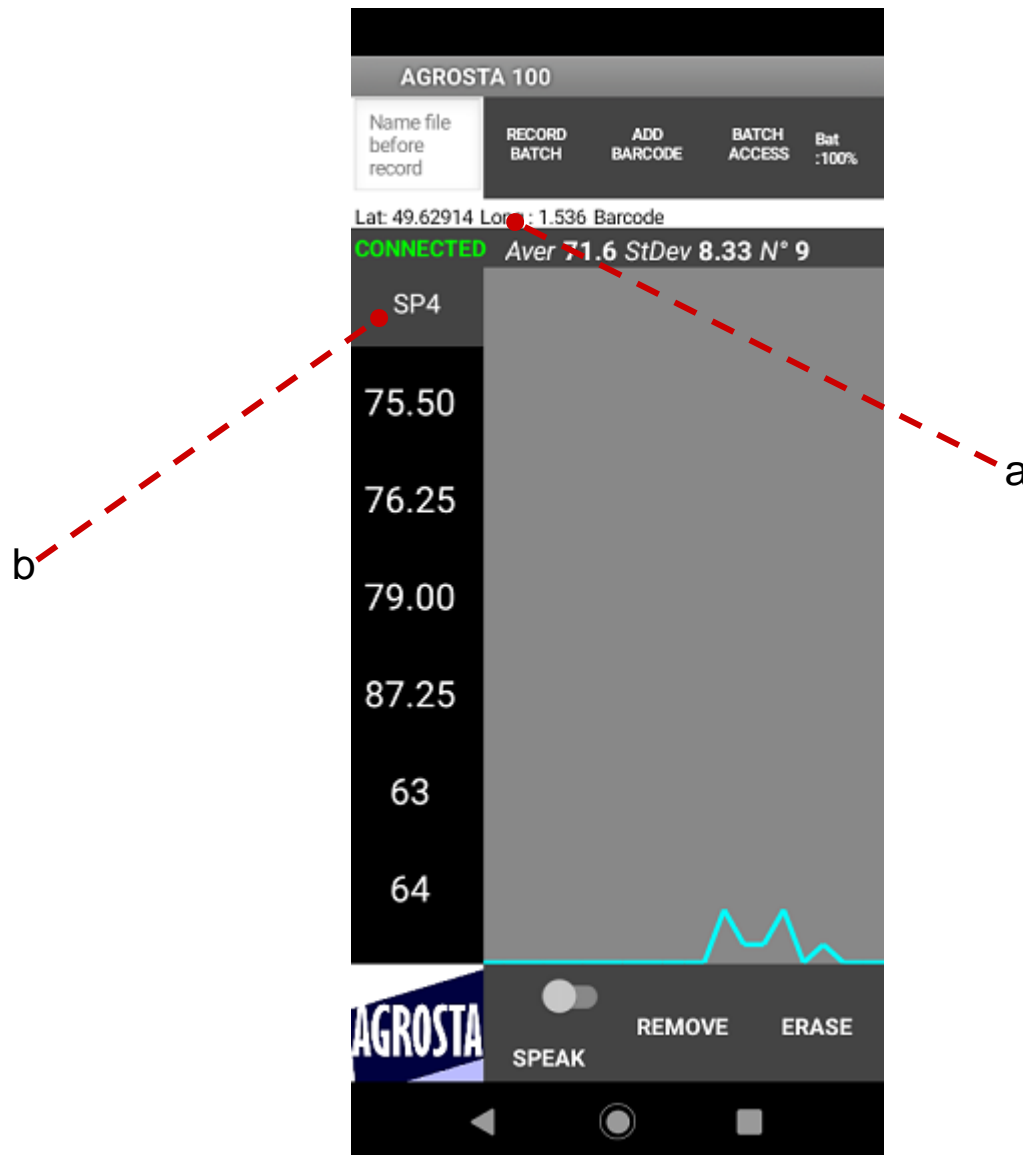 AGROSTA 100
Name file
before
record
RECORD
BATCH
ADD
BARCODE
BATCH
ACCESS
Bat
:100%
Lat: 49.62914 Long : 1.536 Barcode
CONNECTED Aver 71.6 StDev 8.33 N° 9
SP4
75.50
a
76.25
b
79.00
87.25
63
64
AGROSTA
SPEAK
REMOVE
ERASE